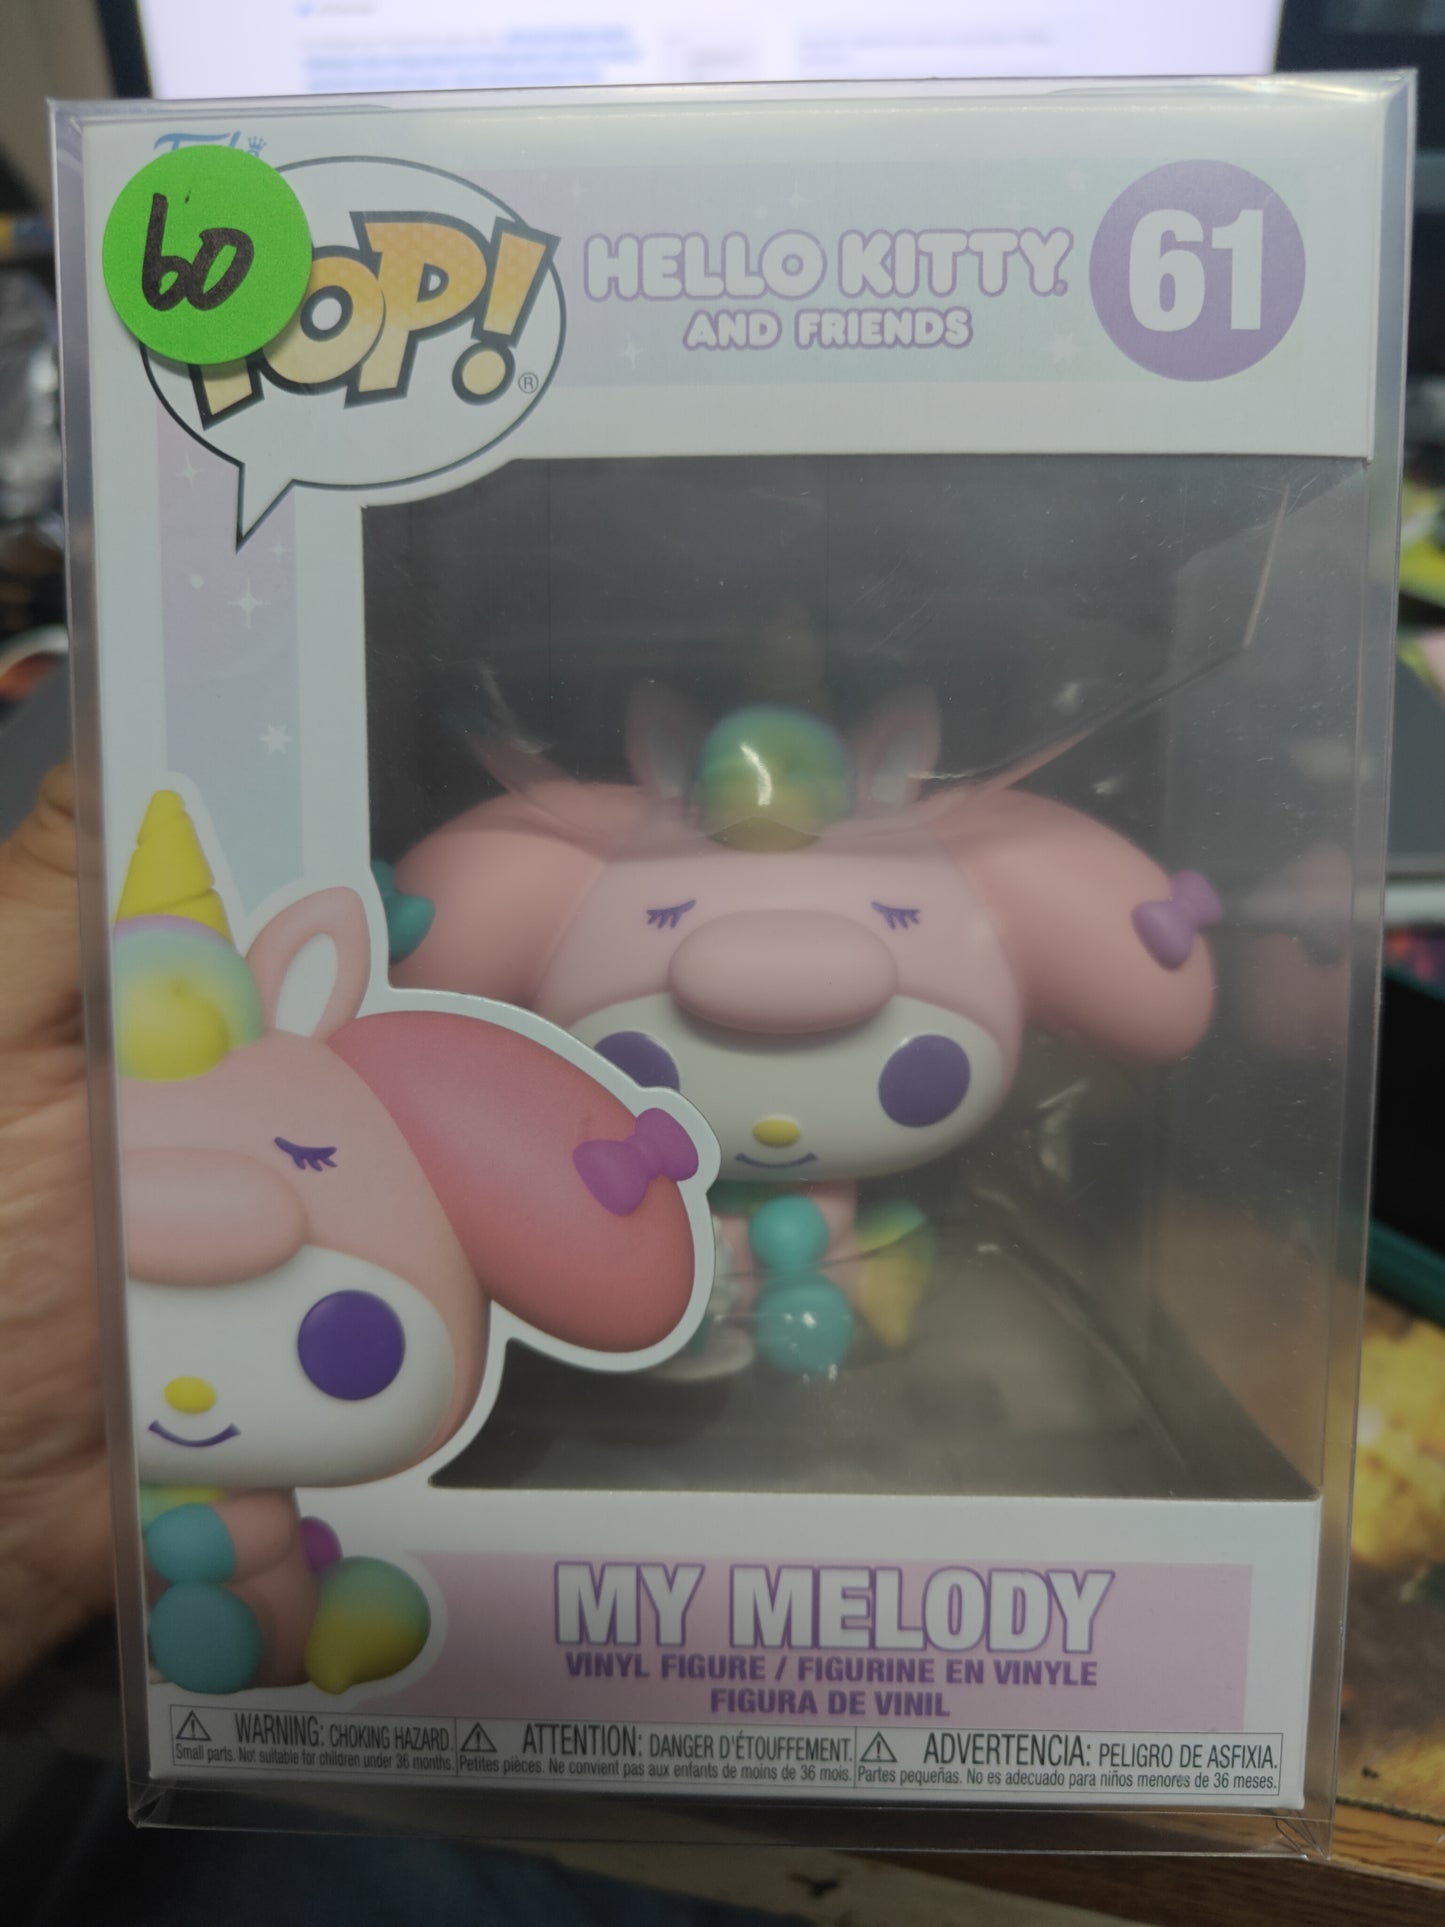 60
POP!
®
HELLO KITTY
AND FRIENDS
61
MY MELODY
VINYL FIGURE / FIGURINE EN VINYLE
FIGURA DE VINIL
WARNING: CHOKING HAZARD.
Small parts. Not suitable for children under 36 months.
ATTENTION: DANGER D'ÉTOUFFEMENT.
Petites pièces. Ne convient pas aux enfants de moins de 36 mois.
ADVERTENCIA: PELIGRO DE ASFIXIA.
Partes pequeñas. No es adecuado para niños menores de 36 meses.